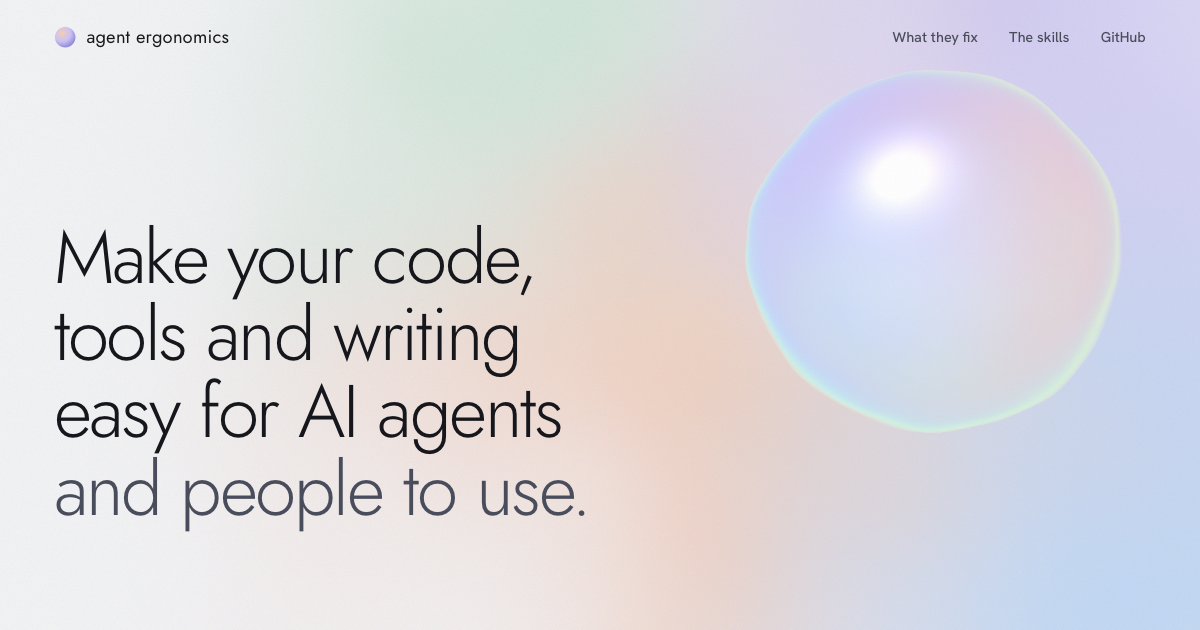 agent ergonomics
What they fix
The skills
GitHub
Make your code,
tools and writing
easy for AI agents
and people to use.